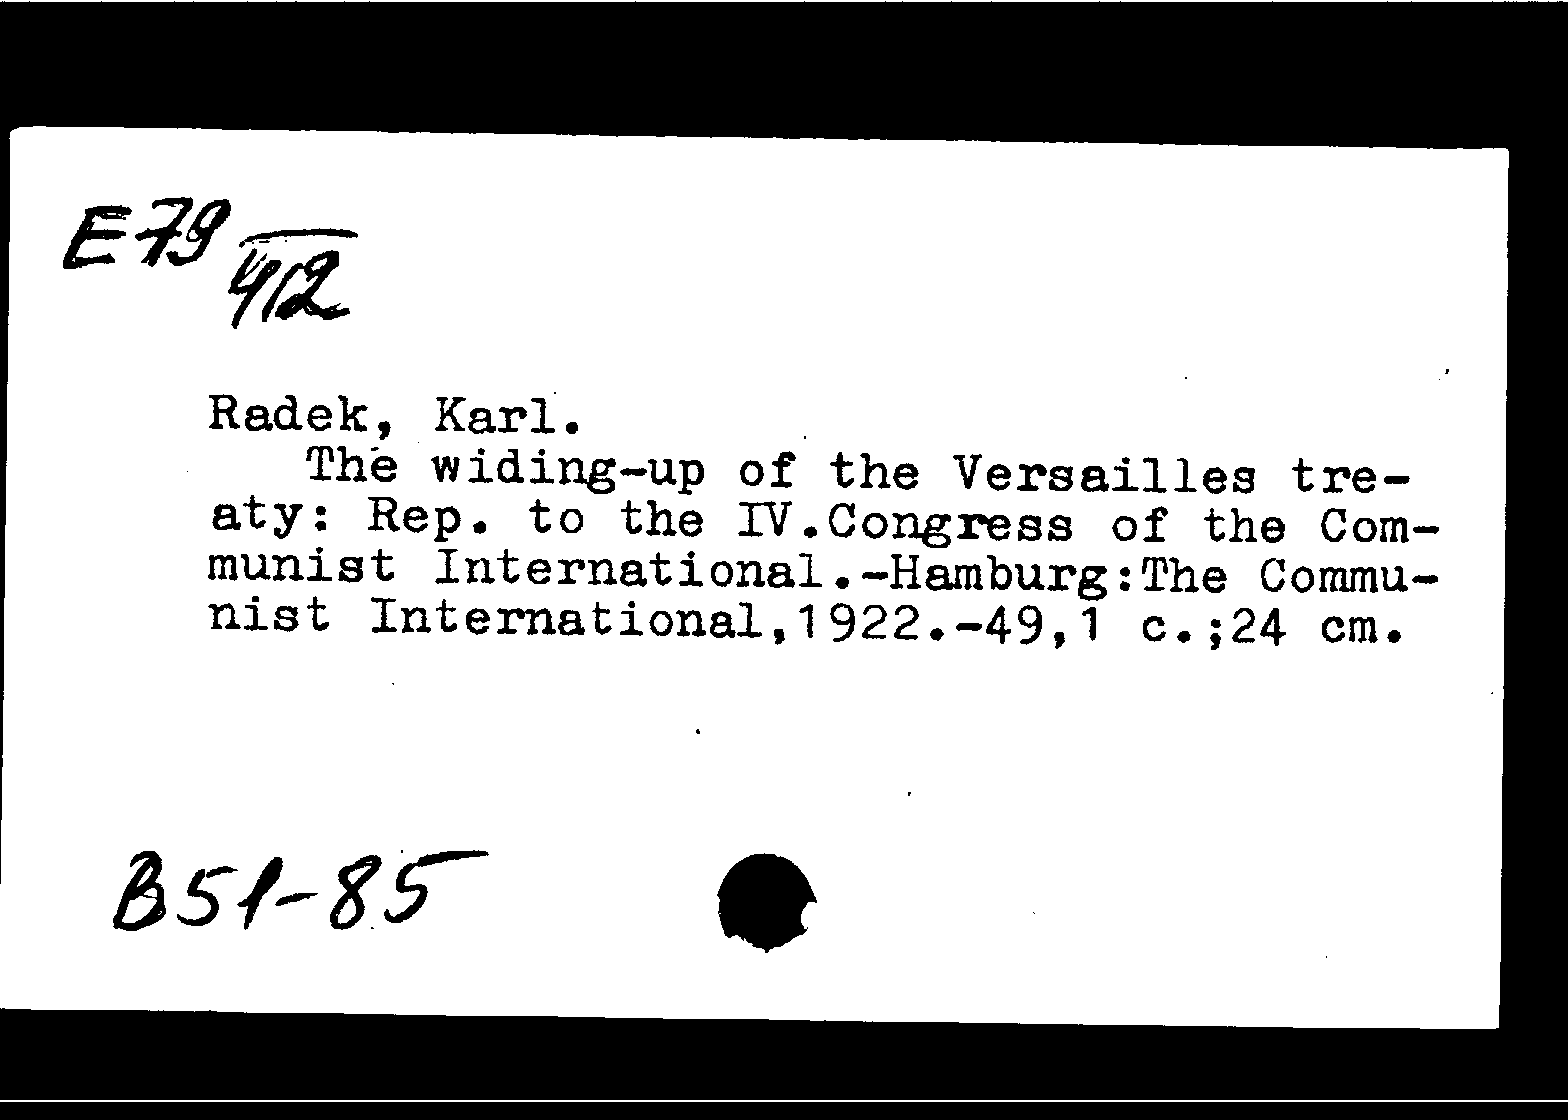 E79
412
Radek, Karl.
The widing-up of the Versailles tre-
aty: Rep. to the IV.Congress of the Com-
munist International.-Hamburg:The Commu-
nist International,1922.-49,1 c.;24 cm.
B51-85